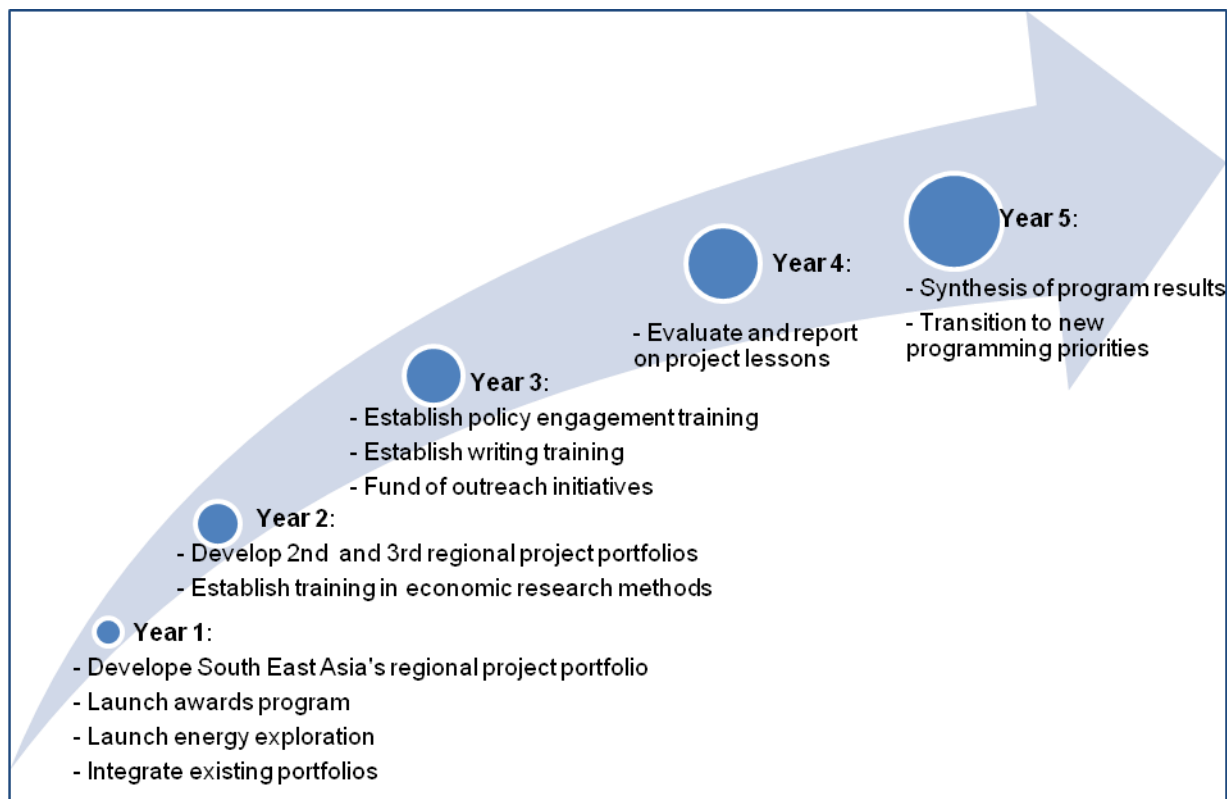 Year 1:
- Develope South East Asia's regional project portfolio
- Launch awards program
- Launch energy exploration
- Integrate existing portfolios
Year 2:
- Develop 2nd and 3rd regional project portfolios
- Establish training in economic research methods
Year 3:
- Establish policy engagement training
- Establish writing training
- Fund of outreach initiatives
Year 4:
- Evaluate and report
on project lessons
Year 5:
- Synthesis of program results
- Transition to new
programming priorities